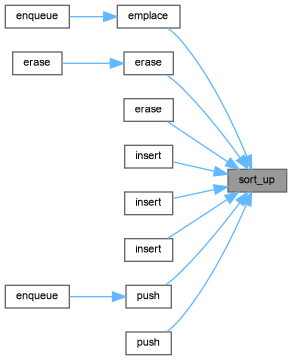 enqueue
emplace
erase
erase
erase
insert
sort_up
insert
insert
enqueue
push
push